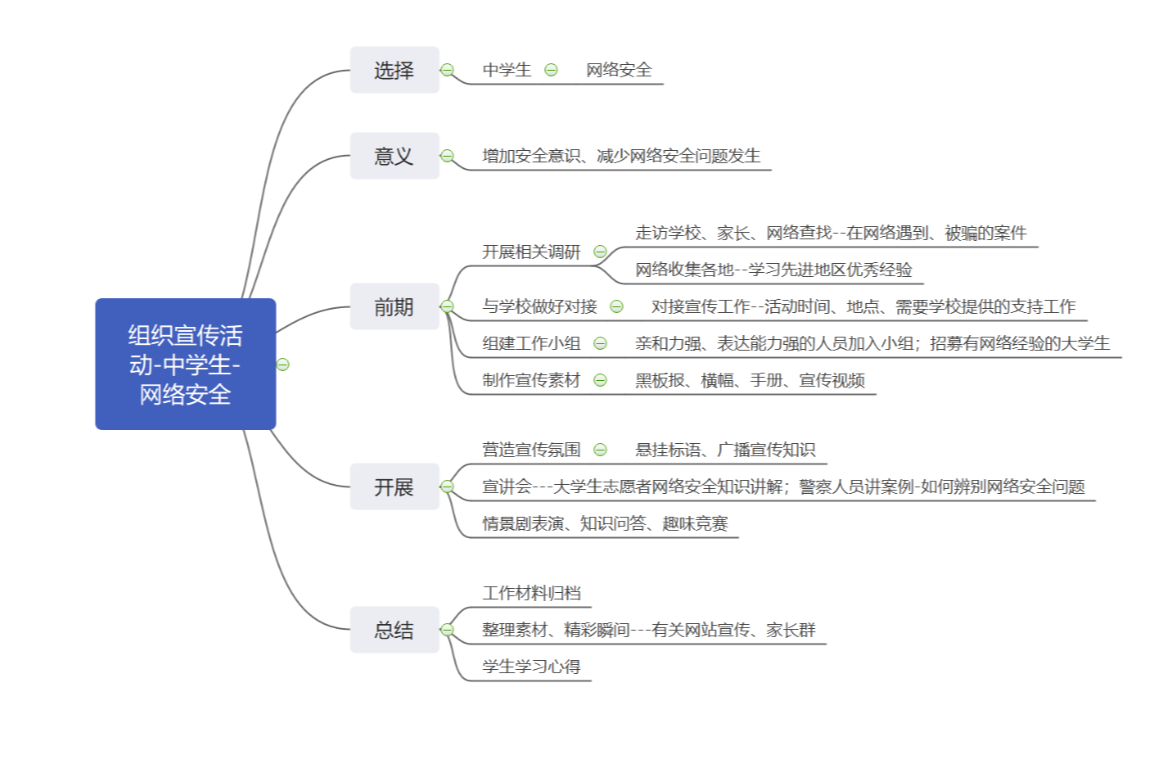 组织宣传活
动-中学生-
网络安全
选择
中学生
网络安全
意义
增加安全意识、减少网络安全问题发生
前期
开展相关调研
走访学校、家长、网络查找--在网络遇到、被骗的案件
网络收集各地--学习先进地区优秀经验
与学校做好对接
对接宣传工作--活动时间、地点、需要学校提供的支持工作
组建工作小组
亲和力强、表达能力强的人员加入小组；招募有网络经验的大学生
制作宣传素材
黑板报、横幅、手册、宣传视频
开展
营造宣传氛围
悬挂标语、广播宣传知识
宣讲会---大学生志愿者网络安全知识讲解；警察人员讲案例-如何辨别网络安全问题
情景剧表演、知识问答、趣味竞赛
总结
工作材料归档
整理素材、精彩瞬间---有关网站宣传、家长群
学生学习心得